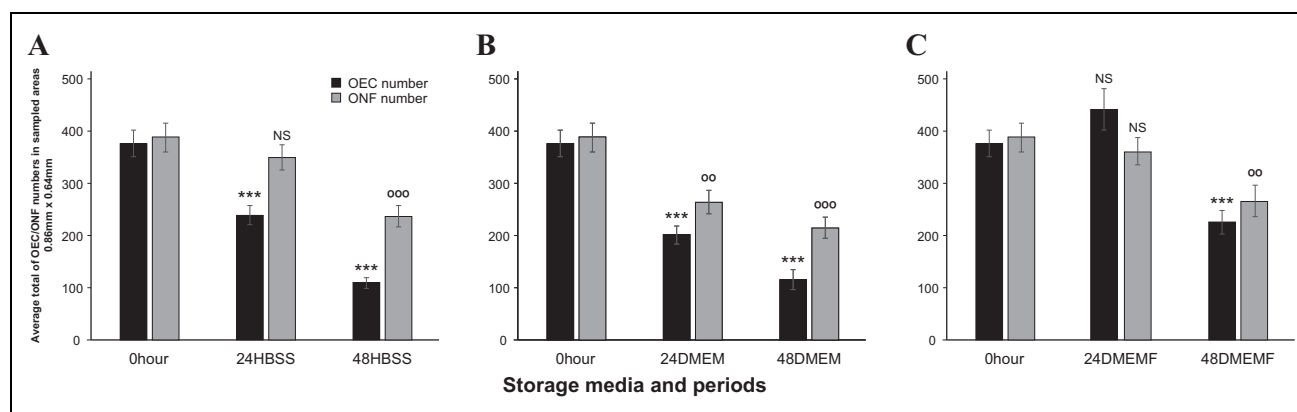 A
B
C
Average total of OEC/ONF numbers in sampled areas
0.86mm x 0.64mm
500
400
300
200
100
0
OEC number
ONF number
***
NS
***
ooo
0hour
24HBSS
48HBSS
500
400
300
200
100
0
***
oo
***
ooo
0hour
24DMEM
48DMEM
500
400
300
200
100
0
NS
NS
***
oo
0hour
24DMEMF
48DMEMF
Storage media and periods